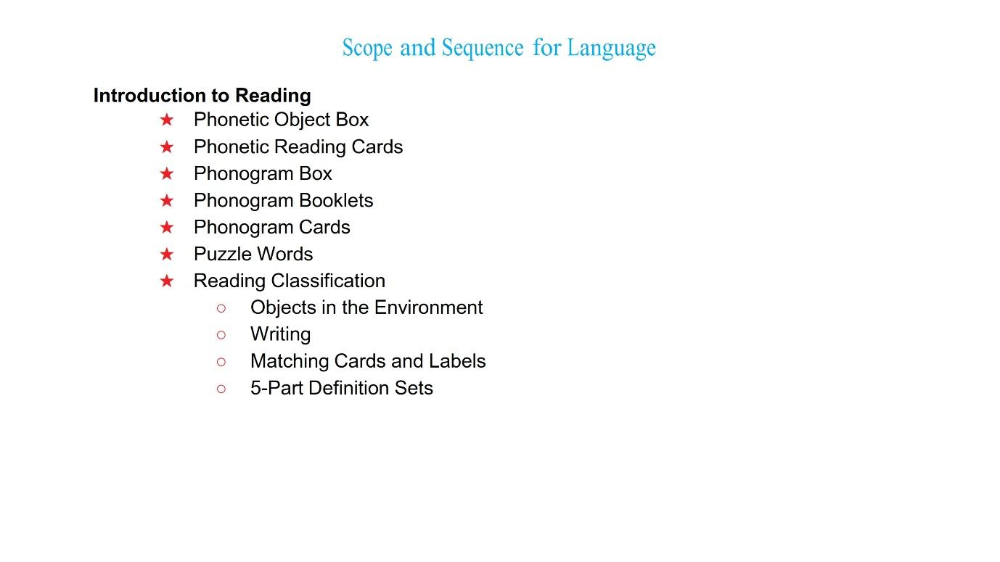 Scope and Sequence for Language
Introduction to Reading
★ Phonetic Object Box
★ Phonetic Reading Cards
★ Phonogram Box
★ Phonogram Booklets
★ Phonogram Cards
★ Puzzle Words
★ Reading Classification
○ Objects in the Environment
○ Writing
○ Matching Cards and Labels
○ 5-Part Definition Sets